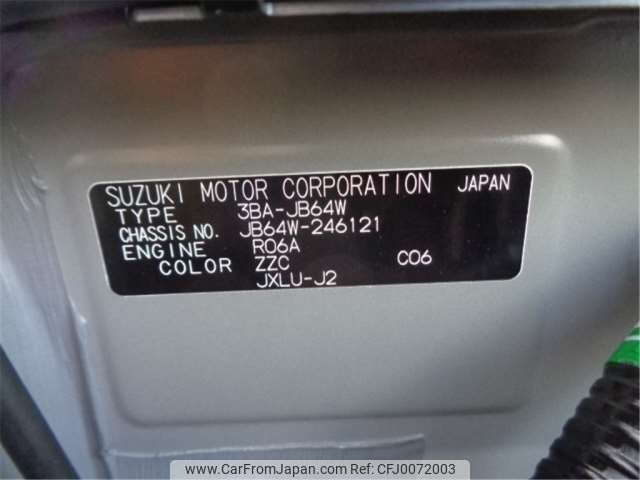 SUZUKI MOTOR CORPORATION JAPAN
TYPE 3BA-JB64W
CHASSIS NO. JB64W-246121
ENGINE R06A
COLOR ZZC C06
JXLU-J2
www.CarFromJapan.com - CFJ0072003